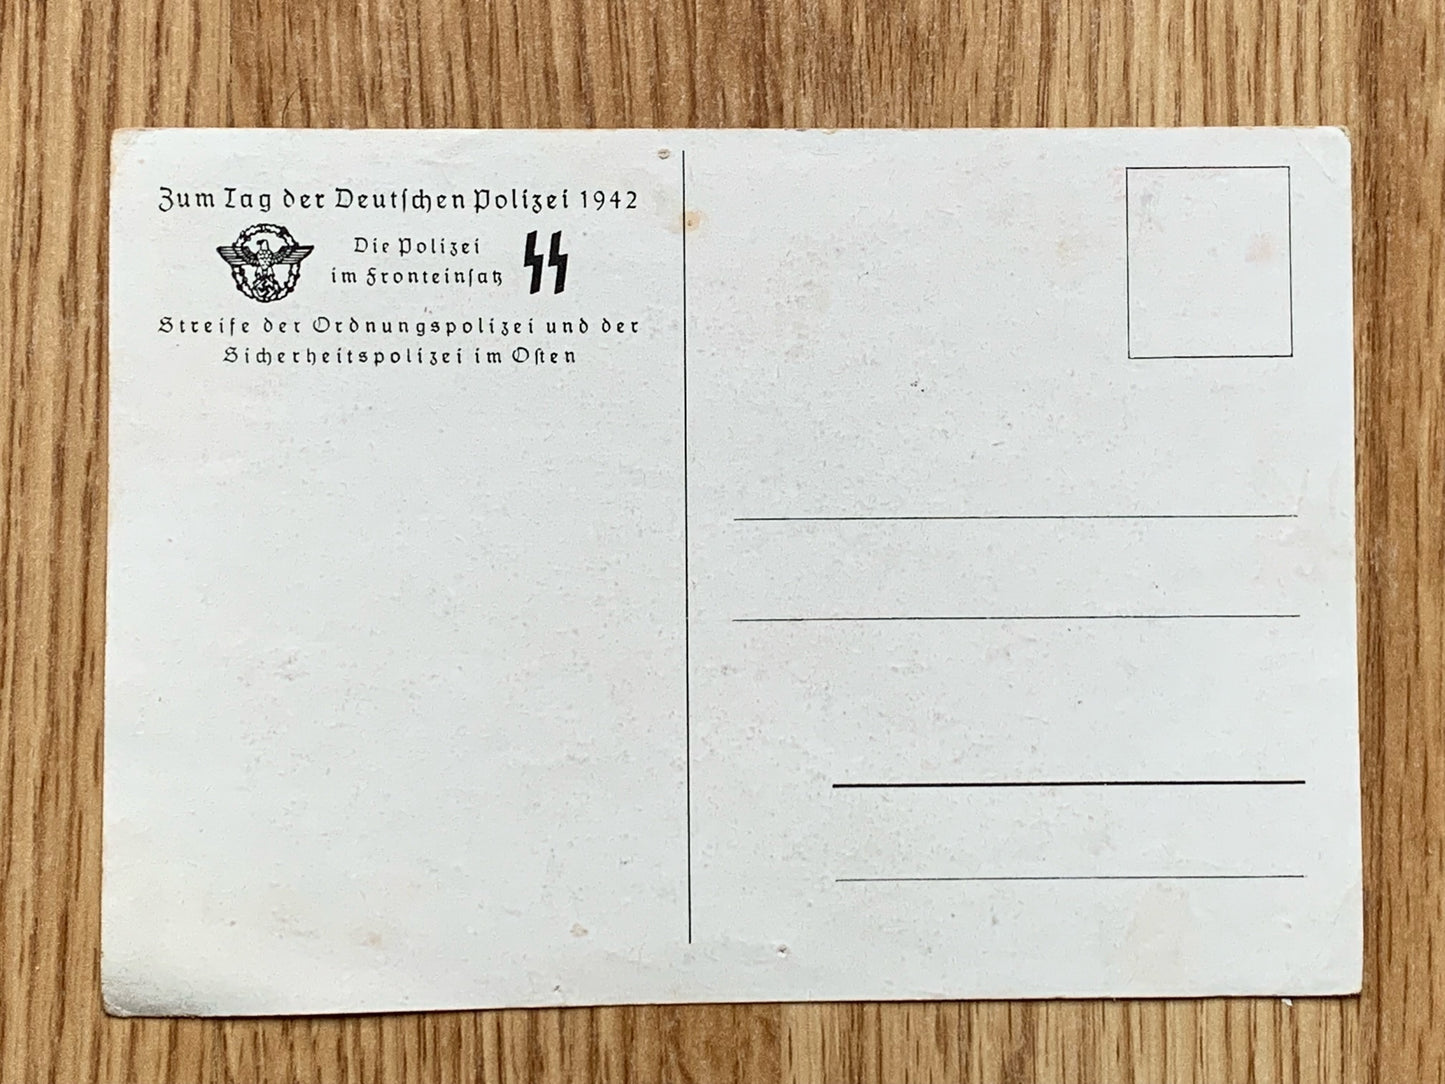 Zum Tag der Deutſchen Polizei 1942
Die Polizei
im Fronteinſatz
Streife der Ordnungspolizei und der
Sicherheitspolizei im Oſten